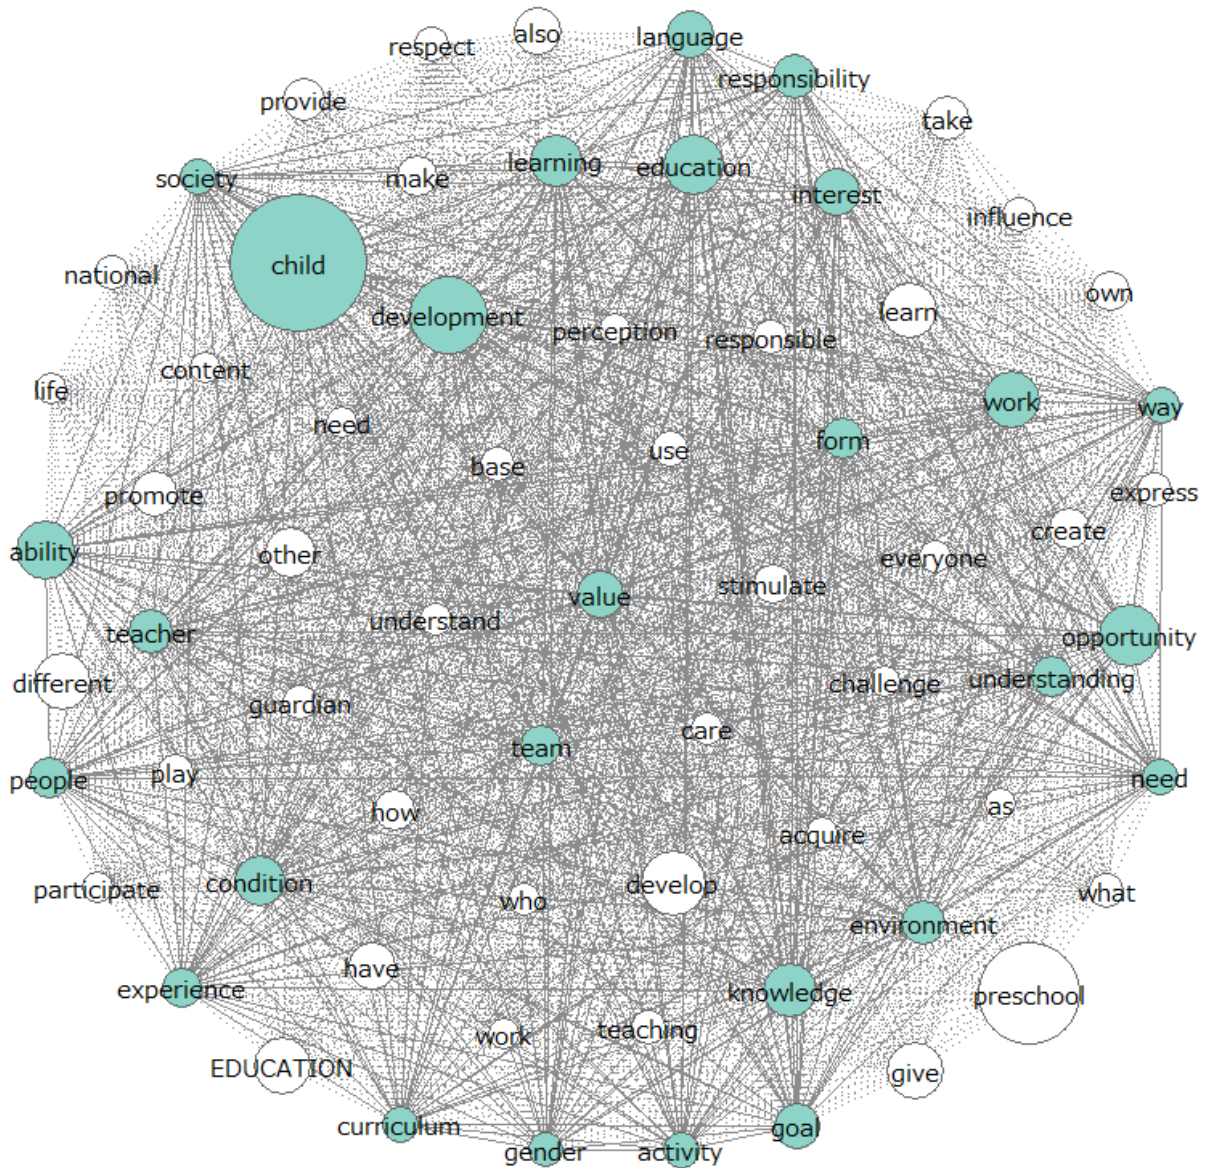 also
language
respect
responsibility
provide
take
learning
education
society
make
interest
influence
child
national
own
development
learn
perception
responsible
content
life
work
way
need
form
use
base
promote
express
create
ability
other
everyone
stimulate
value
understand
teacher
opportunity
different
understanding
challenge
guardian
care
team
play
people
need
as
how
acquire
condition
develop
participate
what
who
environment
have
experience
knowledge
preschool
teaching
work
EDUCATION
give
curriculum
goal
gender
activity